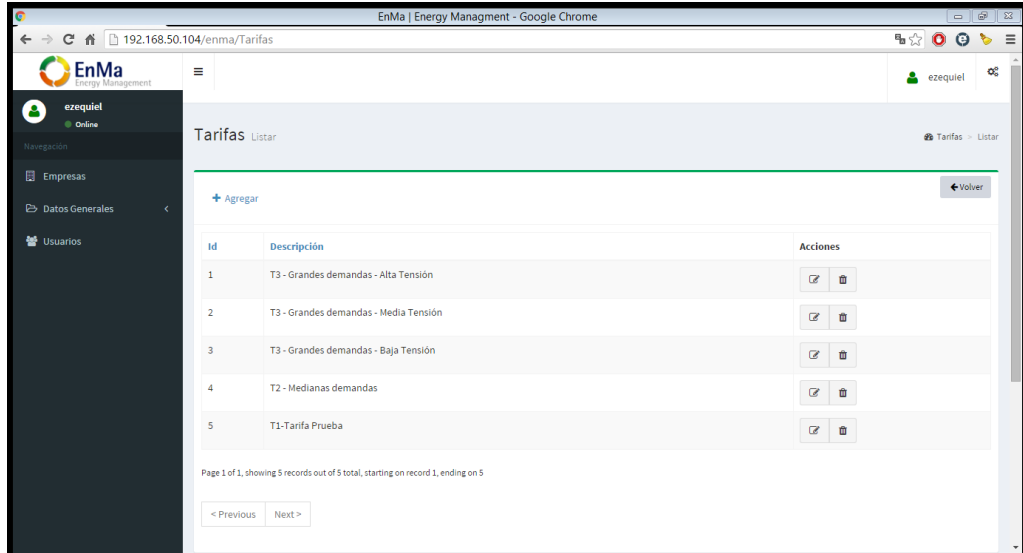 EnMa | Energy Managment - Google Chrome
192.168.50.104/enma/Tarifas
EnMa
Energy Management
ezequiel
ezequiel
Online
Navegación
Tarifas Listar
Tarifas > Listar
Empresas
Datos Generales
Usuarios
Agregar
Volver
Id Descripción Acciones
1 T3 - Grandes demandas - Alta Tensión
2 T3 - Grandes demandas - Media Tensión
3 T3 - Grandes demandas - Baja Tensión
4 T2 - Medianas demandas
5 T1-Tarifa Prueba
Page 1 of 1, showing 5 records out of 5 total, starting on record 1, ending on 5
< Previous Next >